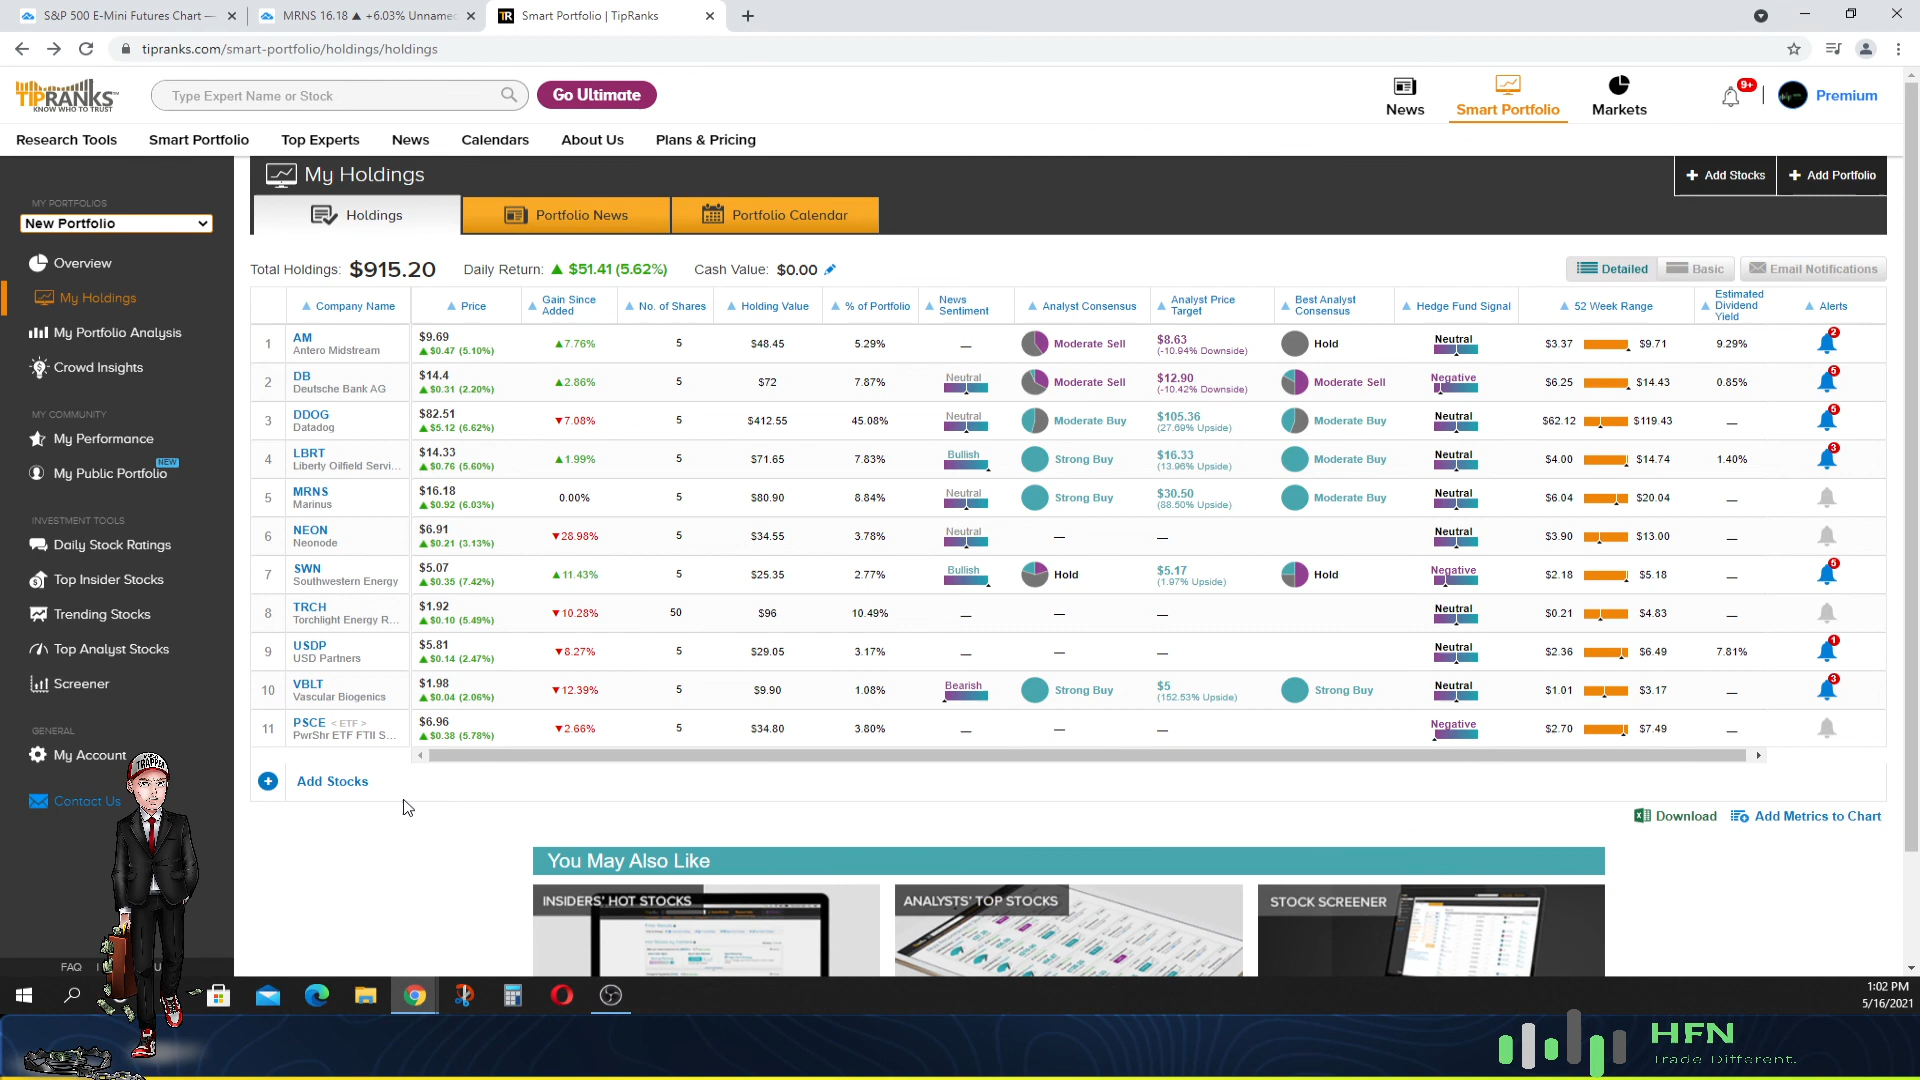 S&P 500 E-Mini Futures Chart —
MRNS 16.18 ▲ +6.03% Unnamed
TR Smart Portfolio | TipRanks
tipranks.com/smart-portfolio/holdings/holdings
TIPRANKS
KNOW WHO TO TRUST
Type Expert Name or Stock
Go Ultimate
News
Smart Portfolio
Markets
9+
Premium
Research Tools Smart Portfolio Top Experts News Calendars About Us Plans & Pricing
MY PORTFOLIOS
New Portfolio
Overview
My Holdings
My Portfolio Analysis
Crowd Insights
MY COMMUNITY
My Performance
My Public Portfolio NEW
INVESTMENT TOOLS
Daily Stock Ratings
Top Insider Stocks
Trending Stocks
Top Analyst Stocks
Screener
GENERAL
My Account
Contact Us
FAQ
TRAPPER
My Holdings
+ Add Stocks + Add Portfolio
Holdings Portfolio News Portfolio Calendar
Total Holdings: $915.20 Daily Return: ▲ $51.41 (5.62%) Cash Value: $0.00
Detailed Basic Email Notifications
Company Name Price Gain Since Added No. of Shares Holding Value % of Portfolio News Sentiment Analyst Consensus Analyst Price Target Best Analyst Consensus Hedge Fund Signal 52 Week Range Estimated Dividend Yield Alerts
1 AM $9.69 ▲7.76% 5 $48.45 5.29% — Moderate Sell $8.63 Hold Neutral $3.37 $9.71 9.29% 2
Antero Midstream ▲$0.47 (5.10%) (-10.94% Downside)
2 DB $14.4 ▲2.86% 5 $72 7.87% Neutral Moderate Sell $12.90 Moderate Sell Negative $6.25 $14.43 0.85% 5
Deutsche Bank AG ▲$0.31 (2.20%) (-10.42% Downside)
3 DDOG $82.51 ▼7.08% 5 $412.55 45.08% Neutral Moderate Buy $105.36 Moderate Buy Neutral $62.12 $119.43 — 5
Datadog ▲$5.12 (6.62%) (27.69% Upside)
4 LBRT $14.33 ▲1.99% 5 $71.65 7.83% Bullish Strong Buy $16.33 Moderate Buy Neutral $4.00 $14.74 1.40% 3
Liberty Oilfield Servi... ▲$0.76 (5.60%) (13.96% Upside)
5 MRNS $16.18 0.00% 5 $80.90 8.84% Neutral Strong Buy $30.50 Moderate Buy Neutral $6.04 $20.04 —
Marinus ▲$0.92 (6.03%) (88.50% Upside)
6 NEON $6.91 ▼28.98% 5 $34.55 3.78% Neutral — — Neutral $3.90 $13.00 —
Neonode ▲$0.21 (3.13%)
7 SWN $5.07 ▲11.43% 5 $25.35 2.77% Bullish Hold $5.17 Hold Negative $2.18 $5.18 — 5
Southwestern Energy ▲$0.35 (7.42%) (1.97% Upside)
8 TRCH $1.92 ▼10.28% 50 $96 10.49% — — — Neutral $0.21 $4.83 —
Torchlight Energy R... ▲$0.10 (5.49%)
9 USDP $5.81 ▼8.27% 5 $29.05 3.17% — — — Neutral $2.36 $6.49 7.81% 1
USD Partners ▲$0.14 (2.47%)
10 VBLT $1.98 ▼12.39% 5 $9.90 1.08% Bearish Strong Buy $5 Strong Buy Neutral $1.01 $3.17 — 3
Vascular Biogenics ▲$0.04 (2.06%) (152.53% Upside)
11 PSCE < ETF > $6.96 ▼2.66% 5 $34.80 3.80% — — — Negative $2.70 $7.49 —
PwrShr ETF FTII S... ▲$0.38 (5.78%)
Add Stocks
Download Add Metrics to Chart
You May Also Like
INSIDERS' HOT STOCKS
ANALYSTS' TOP STOCKS
STOCK SCREENER
1:02 PM
5/16/2021
HFN
Trade Different.